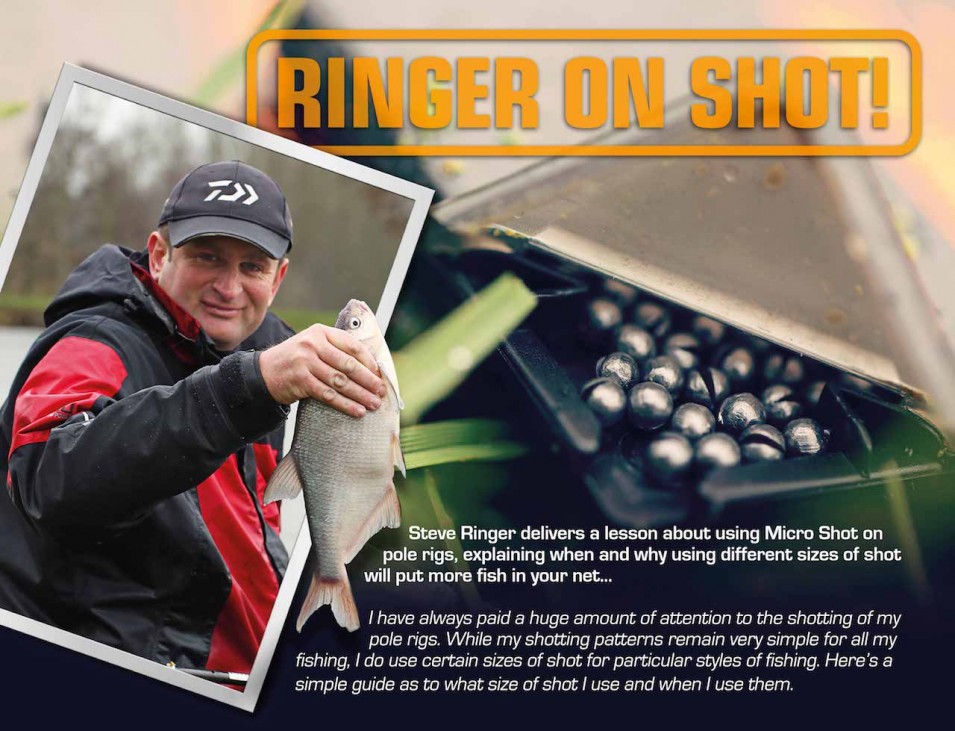 RINGER ON SHOT!
Steve Ringer delivers a lesson about using Micro Shot on
pole rigs, explaining when and why using different sizes of shot
will put more fish in your net...
I have always paid a huge amount of attention to the shotting of my
pole rigs. While my shotting patterns remain very simple for all my
fishing, I do use certain sizes of shot for particular styles of fishing. Here's a
simple guide as to what size of shot I use and when I use them.